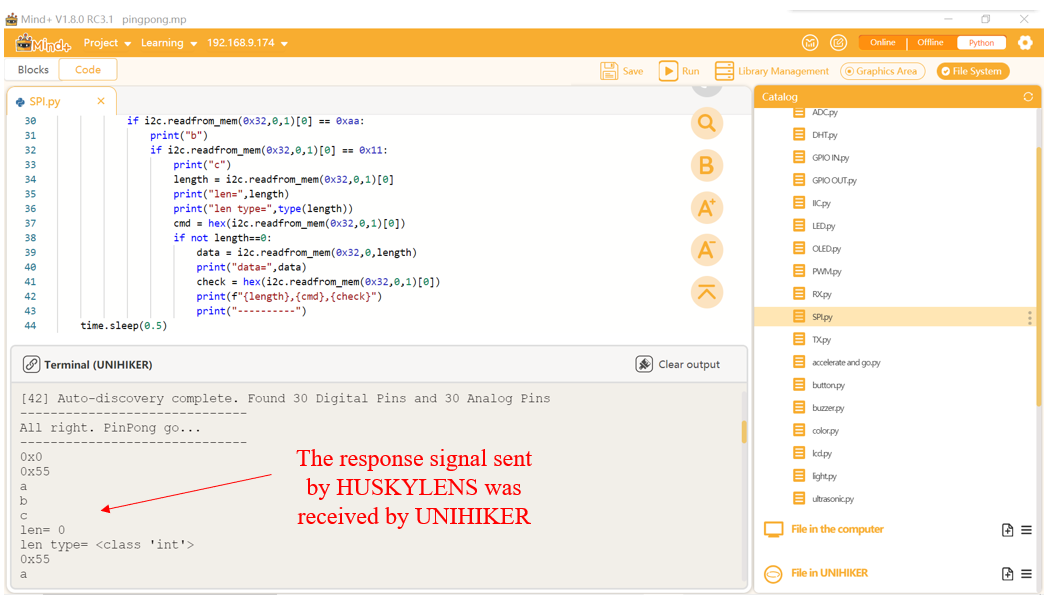 Mind+ V1.8.0 RC3.1 pingpong.mp
Mind+ Project Learning 192.168.9.174 Online Offline Python
Blocks Code Save Run Library Management Graphics Area File System
SPI.py
30 if i2c.readfrom_mem(0x32,0,1)[0] == 0xaa:
31 print("b")
32 if i2c.readfrom_mem(0x32,0,1)[0] == 0x11:
33 print("c")
34 length = i2c.readfrom_mem(0x32,0,1)[0]
35 print("len=",length)
36 print("len type=",type(length))
37 cmd = hex(i2c.readfrom_mem(0x32,0,1)[0])
38 if not length==0:
39 data = i2c.readfrom_mem(0x32,0,length)
40 print("data=",data)
41 check = hex(i2c.readfrom_mem(0x32,0,1)[0])
42 print(f"{length},{cmd},{check}")
43 print("----------")
44 time.sleep(0.5)
B
A+
A-
Terminal (UNIHIKER) Clear output
[42] Auto-discovery complete. Found 30 Digital Pins and 30 Analog Pins
------------------------------
All right. PinPong go...
------------------------------
0x0
0x55
a
b
c
len= 0
len type= <class 'int'>
0x55
a
The response signal sent
by HUSKYLENS was
received by UNIHIKER
Catalog
ADC.py
DHT.py
GPIO IN.py
GPIO OUT.py
IIC.py
LED.py
OLED.py
PWM.py
RX.py
SPI.py
TX.py
accelerate and go.py
button.py
buzzer.py
color.py
lcd.py
light.py
ultrasonic.py
File in the computer
File in UNIHIKER